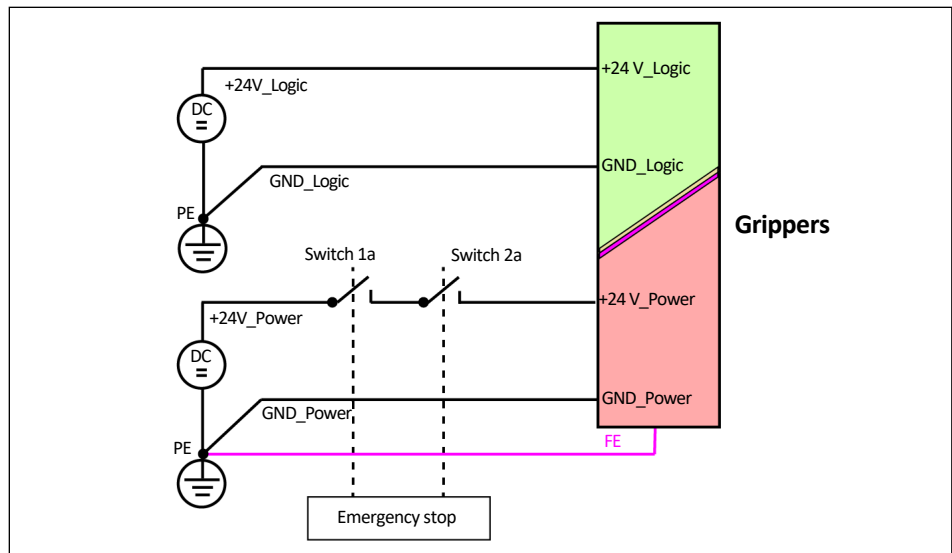 +24V_Logic
+24 V_Logic
DC
=
GND_Logic
GND_Logic
PE
Grippers
Switch 1a
Switch 2a
+24V_Power
+24 V_Power
DC
=
GND_Power
GND_Power
PE
FE
Emergency stop